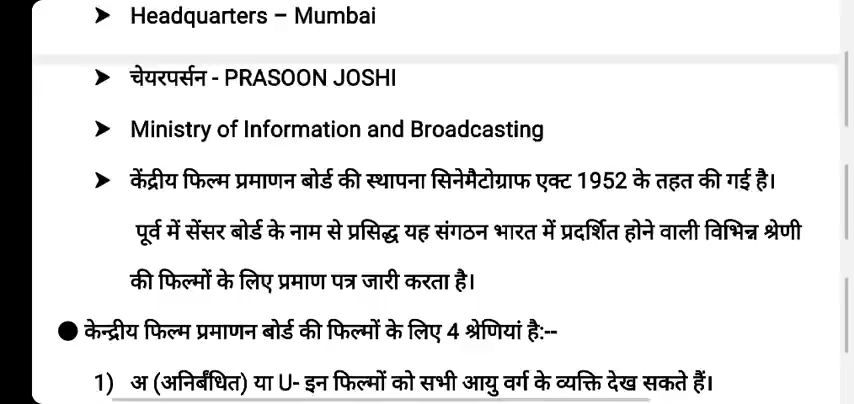 ➤ Headquarters – Mumbai
➤ चेयरपर्सन - PRASOON JOSHI
➤ Ministry of Information and Broadcasting
➤ केंद्रीय फिल्म प्रमाणन बोर्ड की स्थापना सिनेमैटोग्राफ एक्ट 1952 के तहत की गई है।
पूर्व में सेंसर बोर्ड के नाम से प्रसिद्ध यह संगठन भारत में प्रदर्शित होने वाली विभिन्न श्रेणी
की फिल्मों के लिए प्रमाण पत्र जारी करता है।
● केन्द्रीय फिल्म प्रमाणन बोर्ड की फिल्मों के लिए 4 श्रेणियां है:--
1) अ (अनिर्बंधित) या U- इन फिल्मों को सभी आयु वर्ग के व्यक्ति देख सकते हैं।